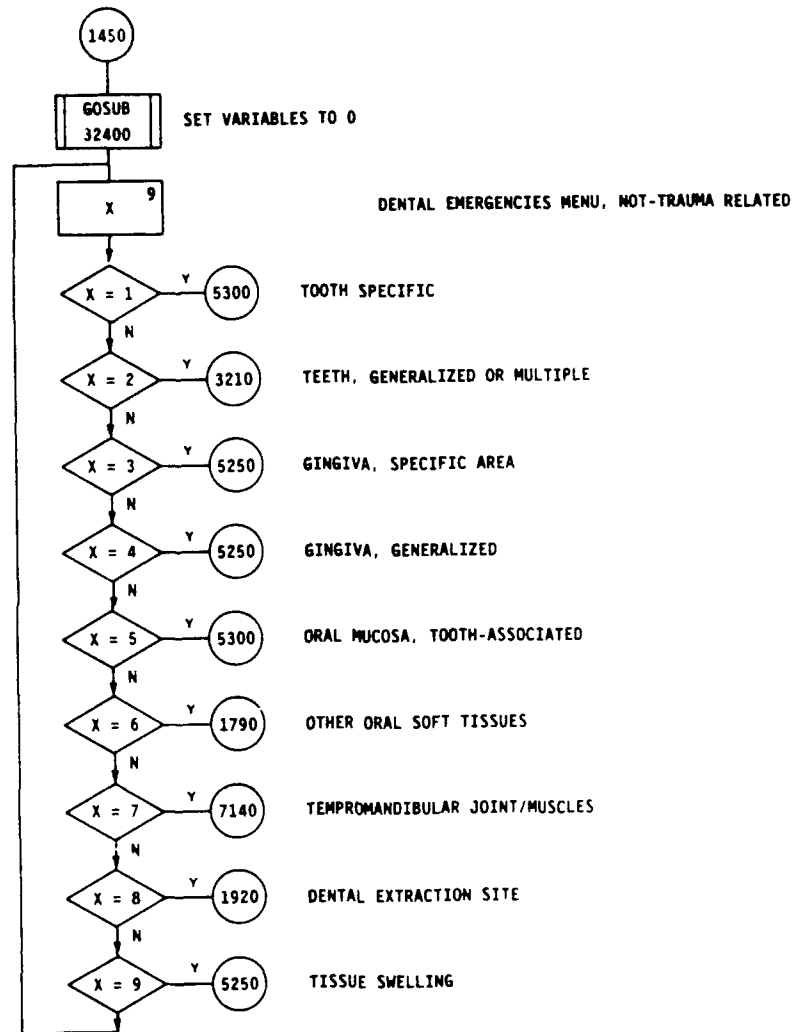 1450
GOSUB
32400
SET VARIABLES TO 0
9
X
DENTAL EMERGENCIES MENU, NOT-TRAUMA RELATED
X = 1
Y
5300
TOOTH SPECIFIC
N
X = 2
Y
3210
TEETH, GENERALIZED OR MULTIPLE
N
X = 3
Y
5250
GINGIVA, SPECIFIC AREA
N
X = 4
Y
5250
GINGIVA, GENERALIZED
N
X = 5
Y
5300
ORAL MUCOSA, TOOTH-ASSOCIATED
N
X = 6
Y
1790
OTHER ORAL SOFT TISSUES
N
X = 7
Y
7140
TEMPROMANDIBULAR JOINT/MUSCLES
N
X = 8
Y
1920
DENTAL EXTRACTION SITE
N
X = 9
Y
5250
TISSUE SWELLING